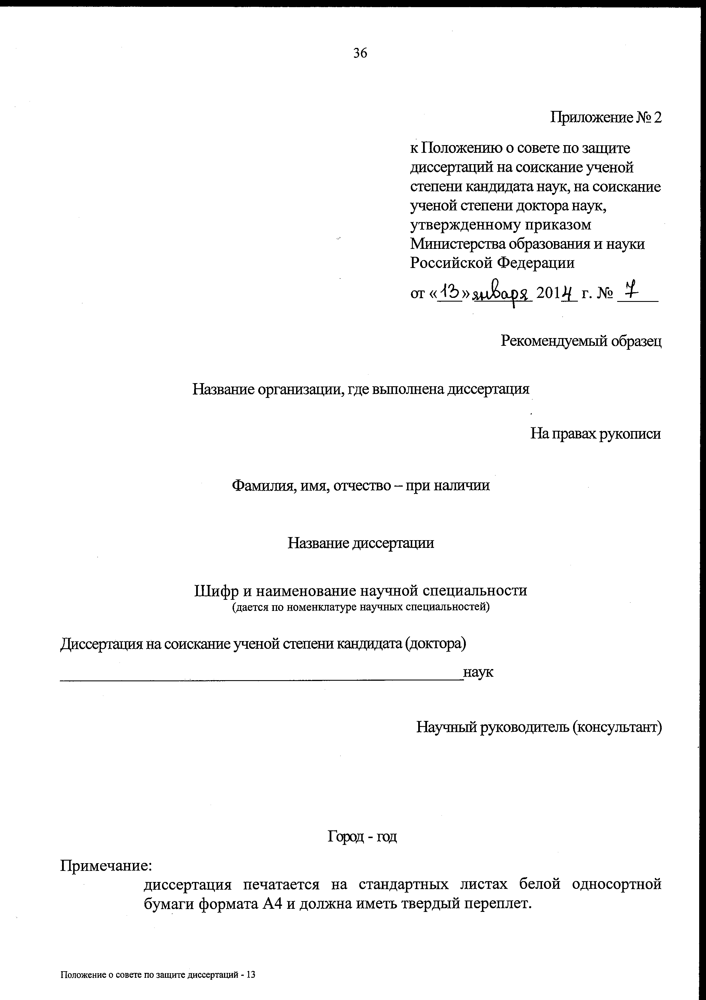 36
Приложение № 2
к Положению о совете по защите
диссертаций на соискание ученой
степени кандидата наук, на соискание
ученой степени доктора наук,
утвержденному приказом
Министерства образования и науки
Российской Федерации
от «13» января 2014 г. № 7
Рекомендуемый образец
Название организации, где выполнена диссертация
На правах рукописи
Фамилия, имя, отчество – при наличии
Название диссертации
Шифр и наименование научной специальности
(дается по номенклатуре научных специальностей)
Диссертация на соискание ученой степени кандидата (доктора)
наук
Научный руководитель (консультант)
Город - год
Примечание:
диссертация печатается на стандартных листах белой односортной
бумаги формата А4 и должна иметь твердый переплет.
Положение о совете по защите диссертаций - 13